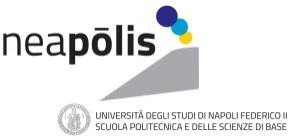 neapōlis
UNIVERSITÀ DEGLI STUDI DI NAPOLI FEDERICO II
SCUOLA POLITECNICA E DELLE SCIENZE DI BASE